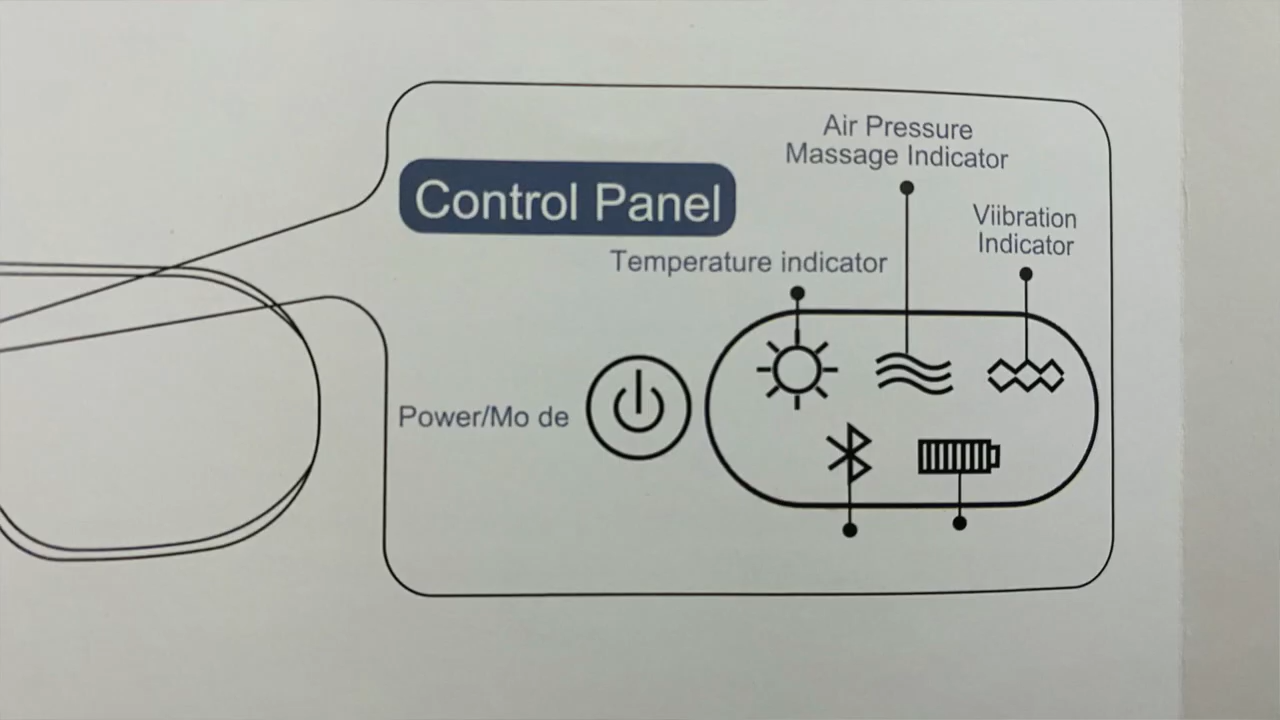 Air Pressure
Massage Indicator
Control Panel
Viibration
Indicator
Temperature indicator
Power/Mo de